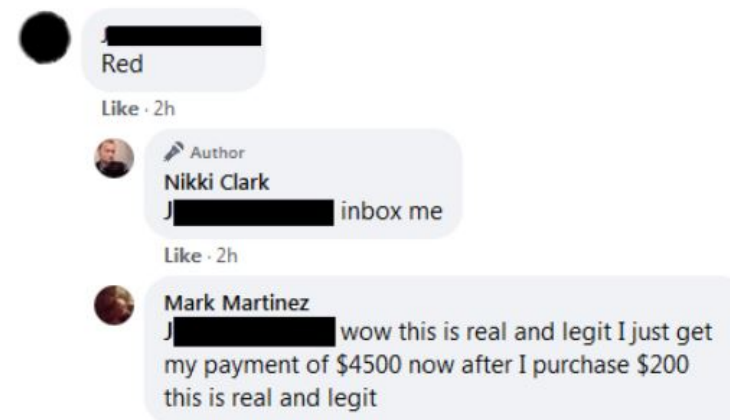 J
Red
Like · 2h
Author
Nikki Clark
J inbox me
Like · 2h
Mark Martinez
J wow this is real and legit I just get
my payment of $4500 now after I purchase $200
this is real and legit